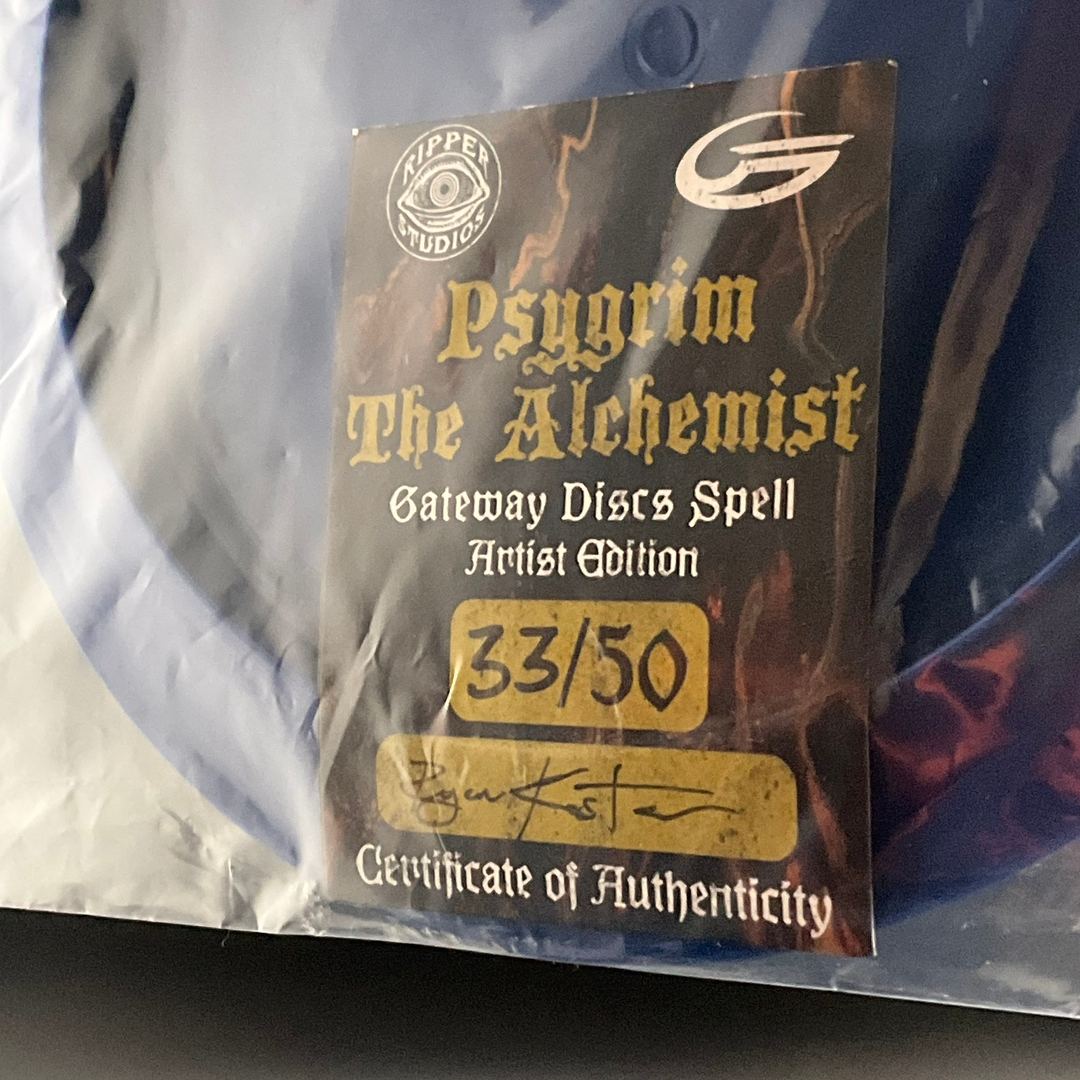 RIPPER
STUDIOS
Psygrim
The Alchemist
Gateway Discs Spell
Artist Edition
33/50
Certificate of Authenticity